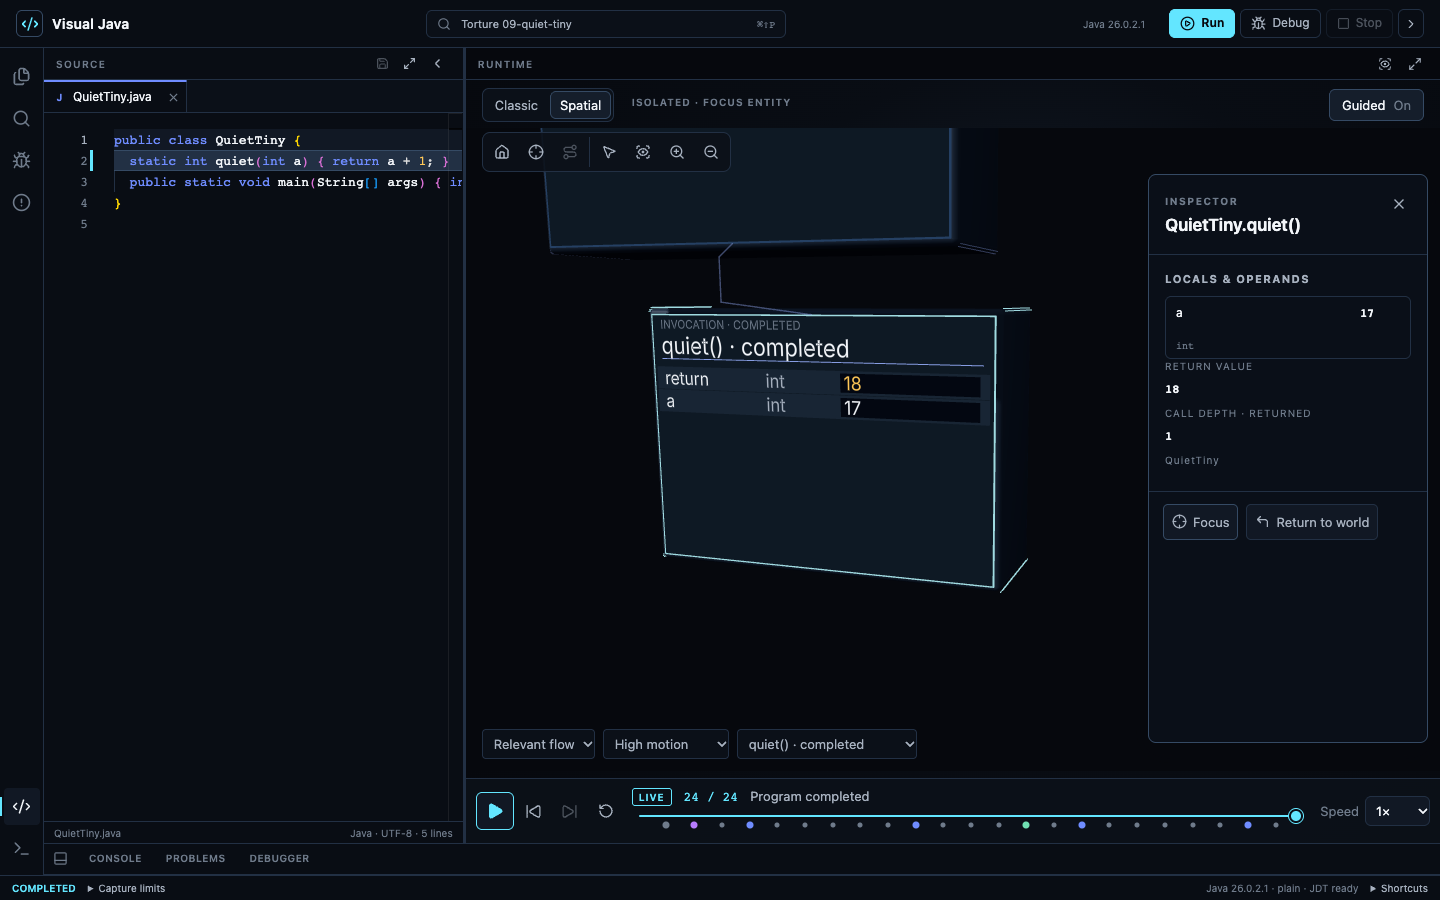 Visual Java
Torture 09-quiet-tiny
⌘⇧P
Java 26.0.2.1
Run
Debug
Stop
SOURCE
QuietTiny.java
1 public class QuietTiny {
2 static int quiet(int a) { return a + 1; }
3 public static void main(String[] args) { in
4 }
5
QuietTiny.java
Java · UTF-8 · 5 lines
RUNTIME
Classic
Spatial
ISOLATED · FOCUS ENTITY
Guided On
INVOCATION · COMPLETED
quiet() · completed
return int 18
a int 17
INSPECTOR
QuietTiny.quiet()
LOCALS & OPERANDS
a 17
int
RETURN VALUE
18
CALL DEPTH · RETURNED
1
QuietTiny
Focus
Return to world
Relevant flow
High motion
quiet() · completed
LIVE
24 / 24
Program completed
Speed
1×
CONSOLE
PROBLEMS
DEBUGGER
COMPLETED
Capture limits
Java 26.0.2.1 · plain · JDT ready
Shortcuts